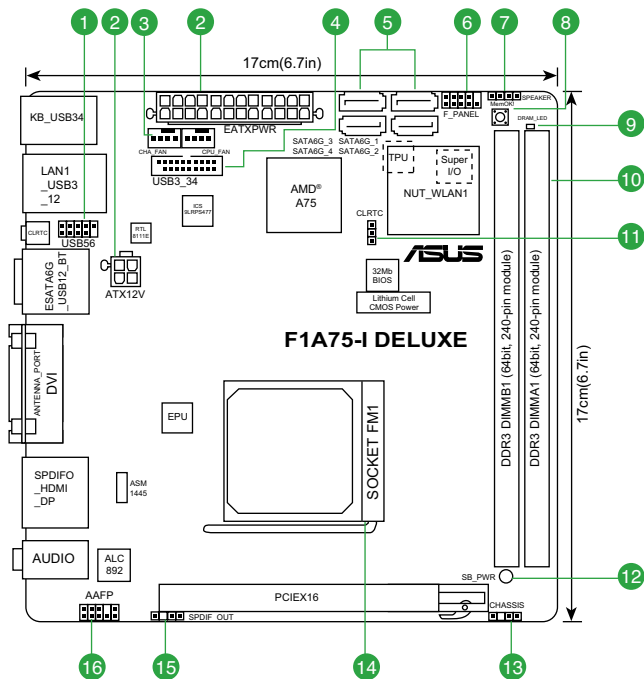 1
2
3
2
4
5
6
7
8
17cm(6.7in)
KB_USB34
EATXPWR
F_PANEL
SPEAKER
MemOK!
DRAM_LED
9
CHA_FAN
CPU_FAN
USB3_34
SATA6G_3
SATA6G_1
SATA6G_4
SATA6G_2
TPU
Super
I/O
10
LAN1
_USB3
_12
AMD®
A75
NUT_WLAN1
ICS
9LRPS477
CLRTC
USB56
RTL
8111E
CLRTC
11
ASUS
ESATA6G
_USB12_BT
ATX12V
32Mb
BIOS
Lithium Cell
CMOS Power
F1A75-I DELUXE
DDR3 DIMMB1 (64bit, 240-pin module)
DDR3 DIMMA1 (64bit, 240-pin module)
17cm(6.7in)
ANTENNA_PORT
DVI
EPU
SOCKET FM1
SPDIFO
_HDMI
_DP
ASM
1445
AUDIO
ALC
892
SB_PWR
12
AAFP
PCIEX16
CHASSIS
SPDIF_OUT
16
15
14
13